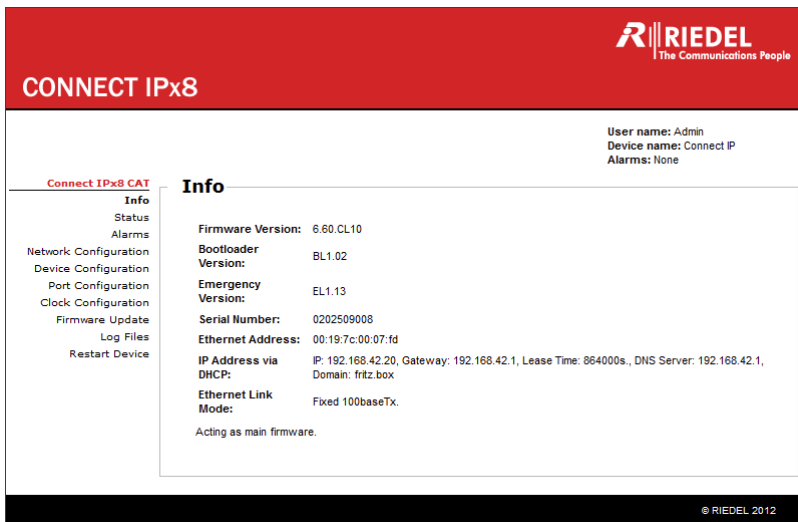 RIEDEL
The Communications People
CONNECT IPx8
User name: Admin
Device name: Connect IP
Alarms: None
Connect IPx8 CAT
Info
Status
Alarms
Network Configuration
Device Configuration
Port Configuration
Clock Configuration
Firmware Update
Log Files
Restart Device
Info
Firmware Version: 6.60.CL10
Bootloader
Version: BL1.02
Emergency
Version: EL1.13
Serial Number: 0202509008
Ethernet Address: 00:19:7c:00:07:fd
IP Address via
DHCP:
IP: 192.168.42.20, Gateway: 192.168.42.1, Lease Time: 864000s., DNS Server: 192.168.42.1,
Domain: fritz.box
Ethernet Link
Mode: Fixed 100baseTx.
Acting as main firmware.
© RIEDEL 2012